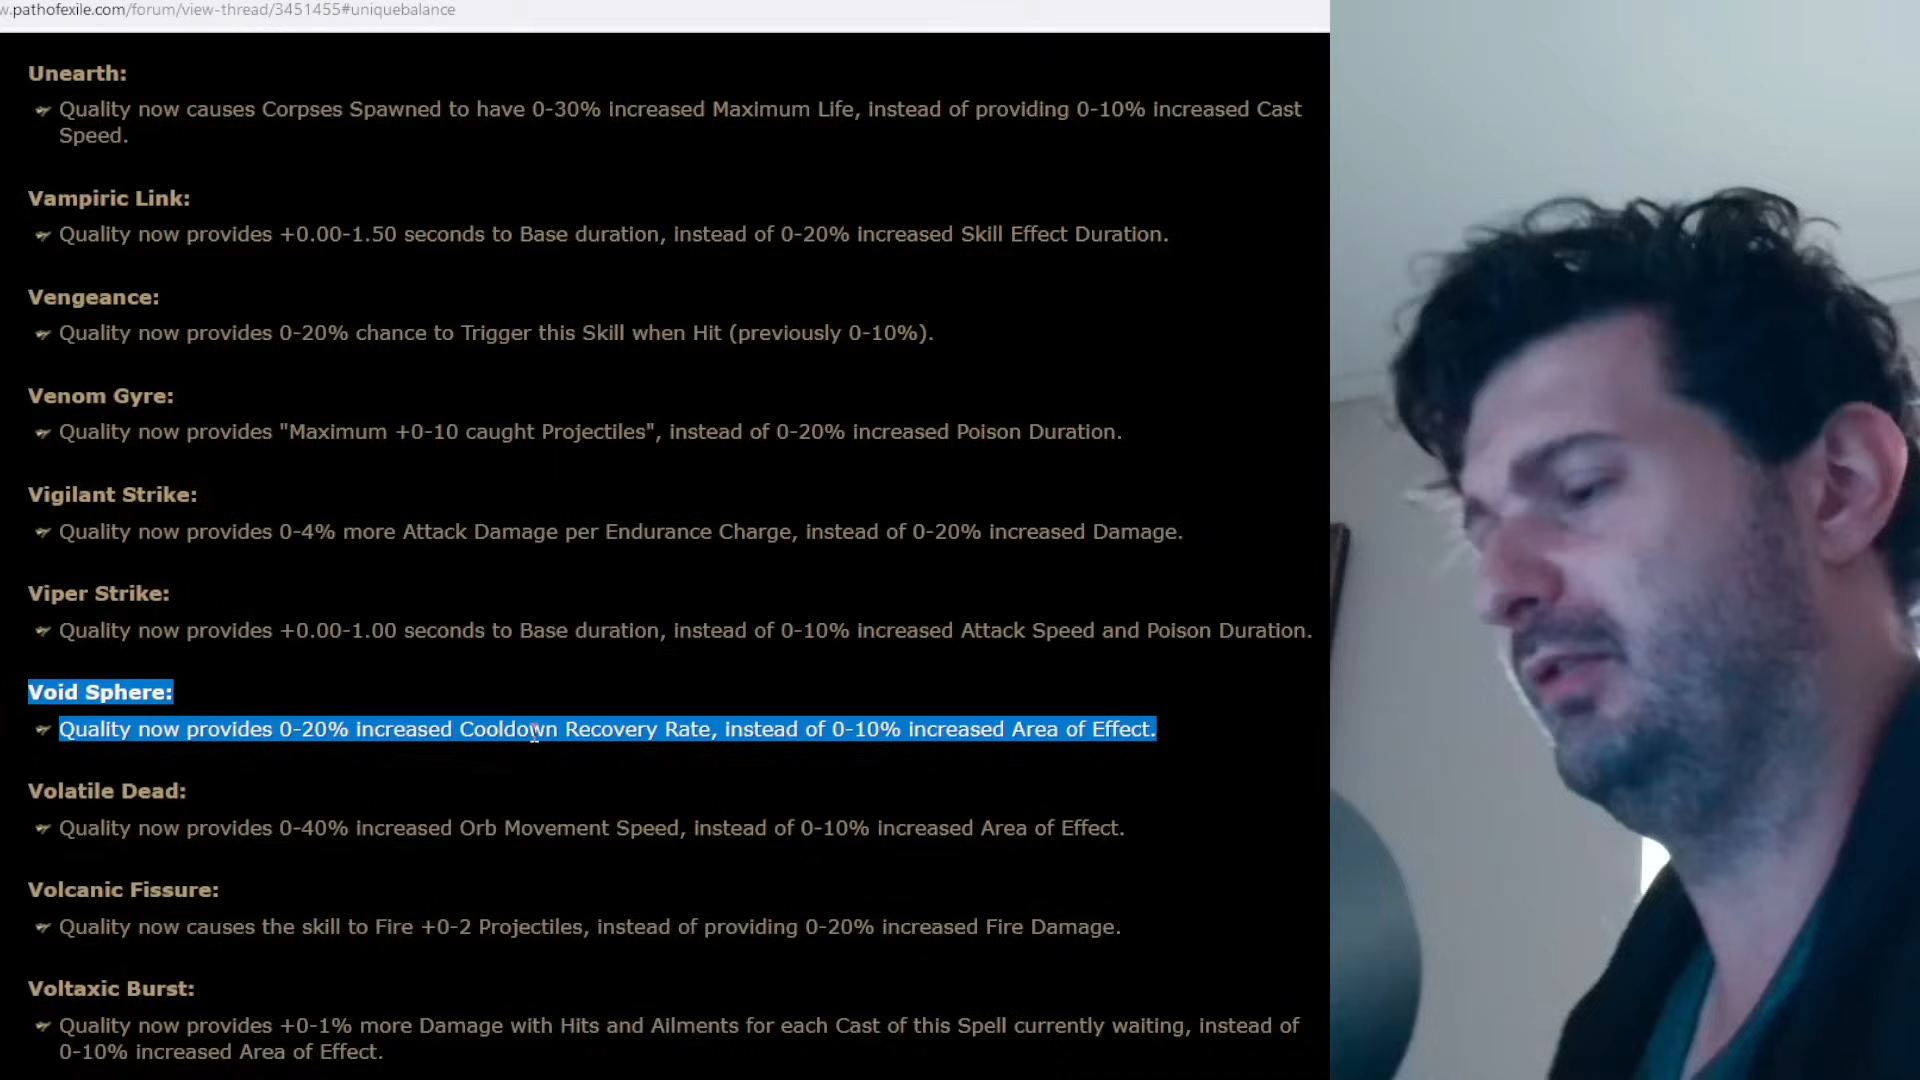 w.pathofexile.com/forum/view-thread/3451455#uniquebalance
Unearth:
Quality now causes Corpses Spawned to have 0-30% increased Maximum Life, instead of providing 0-10% increased Cast
Speed.
Vampiric Link:
Quality now provides +0.00-1.50 seconds to Base duration, instead of 0-20% increased Skill Effect Duration.
Vengeance:
Quality now provides 0-20% chance to Trigger this Skill when Hit (previously 0-10%).
Venom Gyre:
Quality now provides "Maximum +0-10 caught Projectiles", instead of 0-20% increased Poison Duration.
Vigilant Strike:
Quality now provides 0-4% more Attack Damage per Endurance Charge, instead of 0-20% increased Damage.
Viper Strike:
Quality now provides +0.00-1.00 seconds to Base duration, instead of 0-10% increased Attack Speed and Poison Duration.
Void Sphere:
Quality now provides 0-20% increased Cooldown Recovery Rate, instead of 0-10% increased Area of Effect.
Volatile Dead:
Quality now provides 0-40% increased Orb Movement Speed, instead of 0-10% increased Area of Effect.
Volcanic Fissure:
Quality now causes the skill to Fire +0-2 Projectiles, instead of providing 0-20% increased Fire Damage.
Voltaxic Burst:
Quality now provides +0-1% more Damage with Hits and Ailments for each Cast of this Spell currently waiting, instead of
0-10% increased Area of Effect.